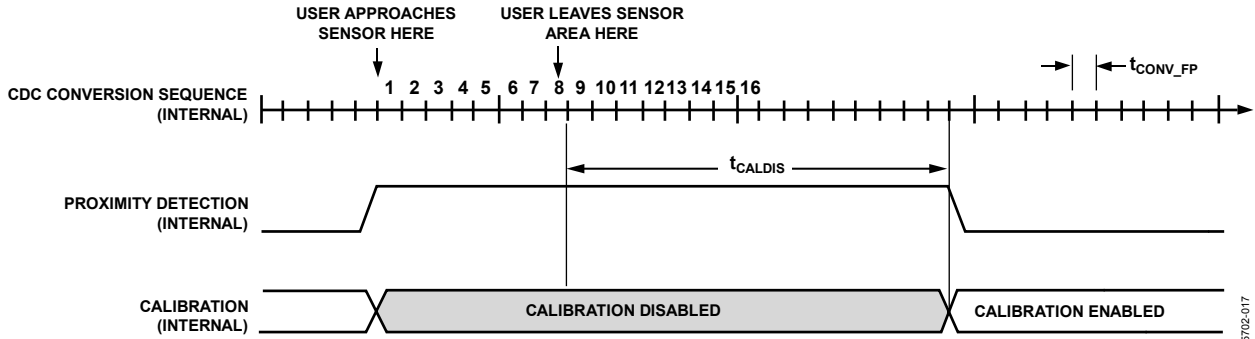 USER APPROACHES
SENSOR HERE
USER LEAVES SENSOR
AREA HERE
tCONV_FP
1 2 3 4 5 6 7 8 9 10 11 12 13 14 15 16
CDC CONVERSION SEQUENCE
(INTERNAL)
tCALDIS
PROXIMITY DETECTION
(INTERNAL)
CALIBRATION
(INTERNAL)
CALIBRATION DISABLED
CALIBRATION ENABLED